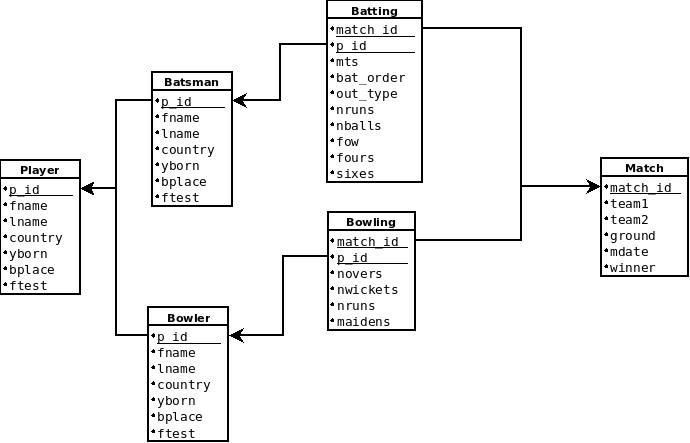 Batting
match_id
p_id
mts
bat_order
out_type
nruns
nballs
fow
fours
sixes
Batsman
p_id
fname
lname
country
yborn
bplace
ftest
Player
p_id
fname
lname
country
yborn
bplace
ftest
Match
match_id
team1
team2
ground
mdate
winner
Bowling
match_id
p_id
novers
nwickets
nruns
maidens
Bowler
p_id
fname
lname
country
yborn
bplace
ftest